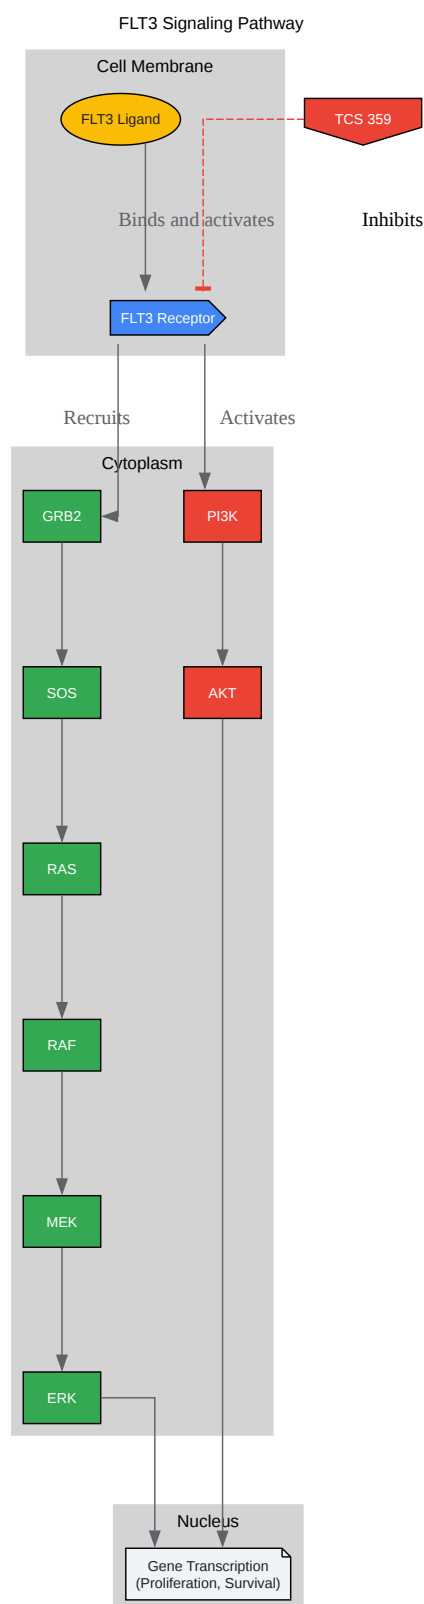 FLT3 Signaling Pathway
Cell Membrane
FLT3 Ligand
TCS 359
Binds and activates
Inhibits
FLT3 Receptor
Recruits
Activates
Cytoplasm
GRB2
PI3K
SOS
AKT
RAS
RAF
MEK
ERK
Nucleus
Gene Transcription
(Proliferation, Survival)